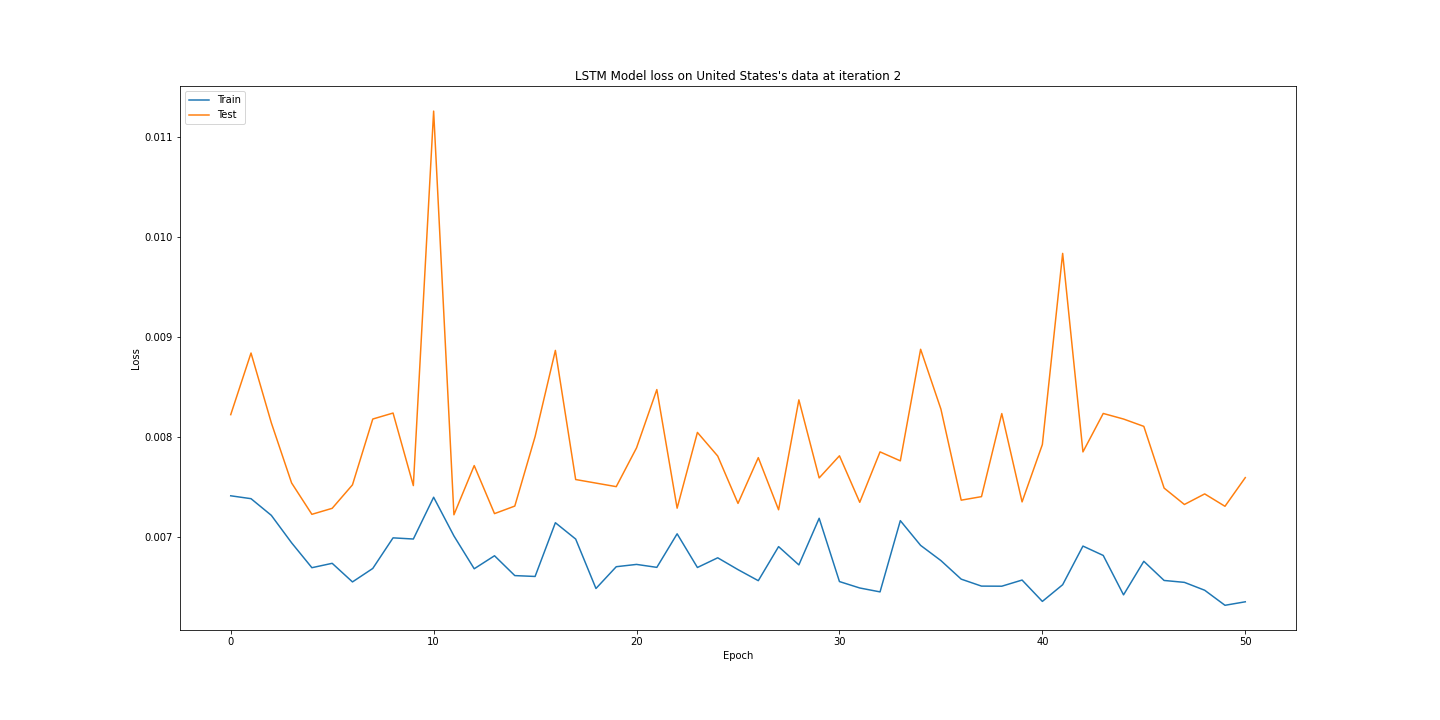 LSTM Model loss on United States's data at iteration 2
Train
Test
0.011
0.010
0.009
0.008
0.007
Loss
0 10 20 30 40 50
Epoch